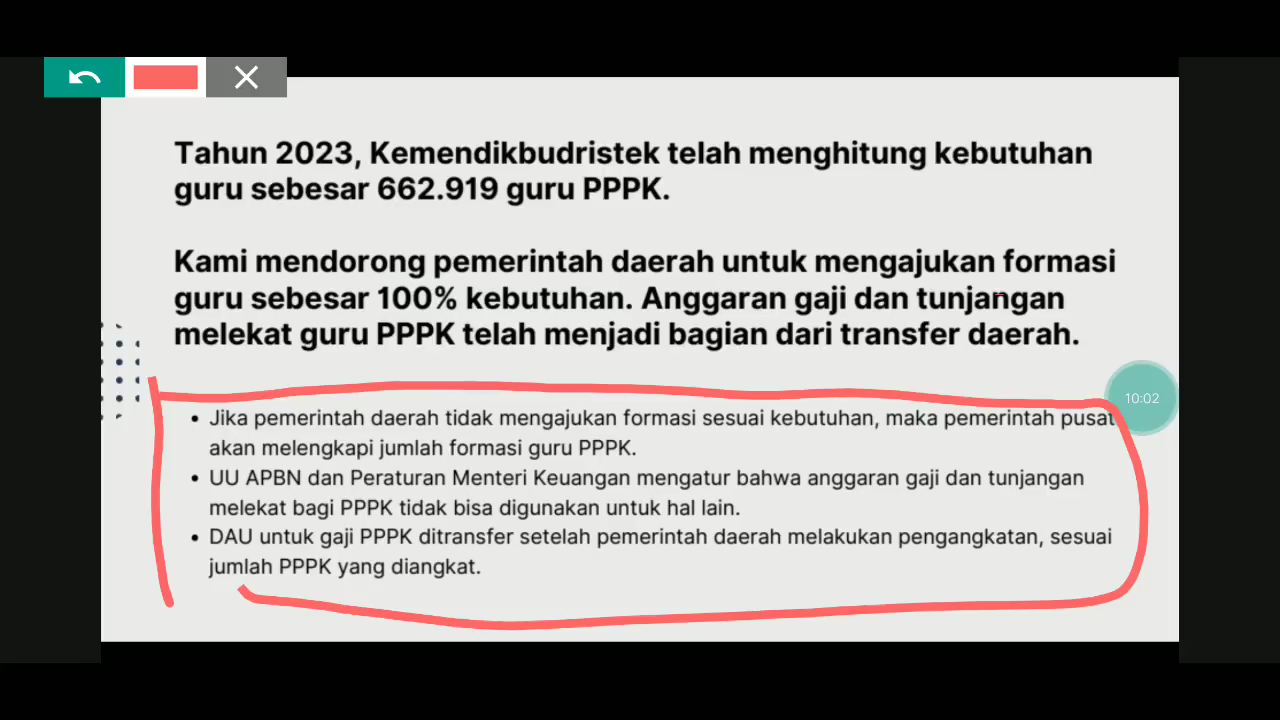 Tahun 2023, Kemendikbudristek telah menghitung kebutuhan
guru sebesar 662.919 guru PPPK.
Kami mendorong pemerintah daerah untuk mengajukan formasi
guru sebesar 100% kebutuhan. Anggaran gaji dan tunjangan
melekat guru PPPK telah menjadi bagian dari transfer daerah.
• Jika pemerintah daerah tidak mengajukan formasi sesuai kebutuhan, maka pemerintah pusat
akan melengkapi jumlah formasi guru PPPK.
• UU APBN dan Peraturan Menteri Keuangan mengatur bahwa anggaran gaji dan tunjangan
melekat bagi PPPK tidak bisa digunakan untuk hal lain.
• DAU untuk gaji PPPK ditransfer setelah pemerintah daerah melakukan pengangkatan, sesuai
jumlah PPPK yang diangkat.
10:02